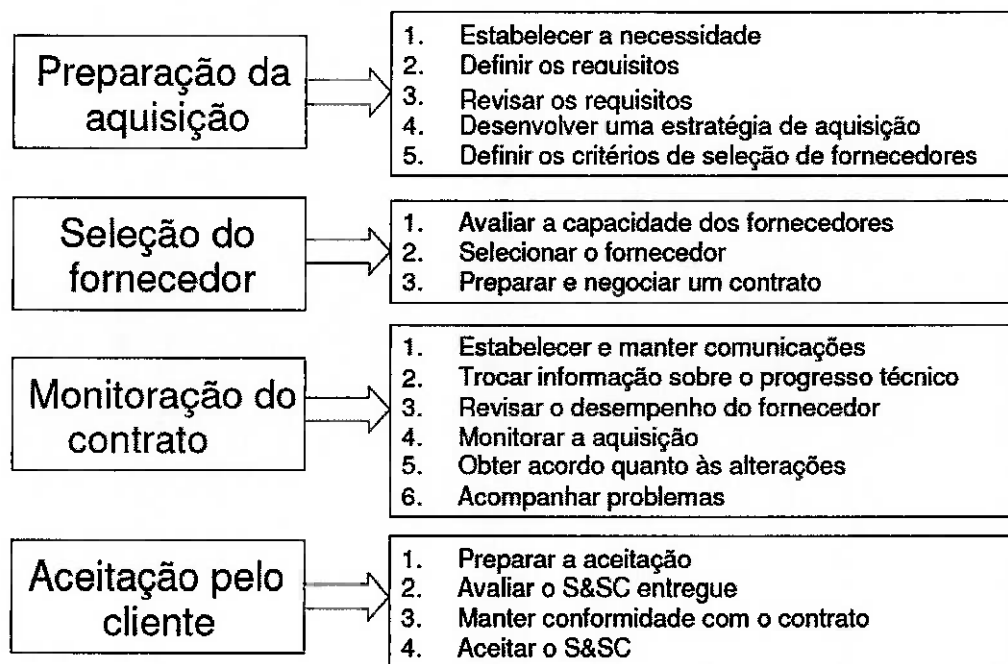 Preparação da
aquisição
1. Estabelecer a necessidade
2. Definir os requisitos
3. Revisar os requisitos
4. Desenvolver uma estratégia de aquisição
5. Definir os critérios de seleção de fornecedores
Seleção do
fornecedor
1. Avaliar a capacidade dos fornecedores
2. Selecionar o fornecedor
3. Preparar e negociar um contrato
Monitoração do
contrato
1. Estabelecer e manter comunicações
2. Trocar informação sobre o progresso técnico
3. Revisar o desempenho do fornecedor
4. Monitorar a aquisição
5. Obter acordo quanto às alterações
6. Acompanhar problemas
Aceitação pelo
cliente
1. Preparar a aceitação
2. Avaliar o S&SC entregue
3. Manter conformidade com o contrato
4. Aceitar o S&SC